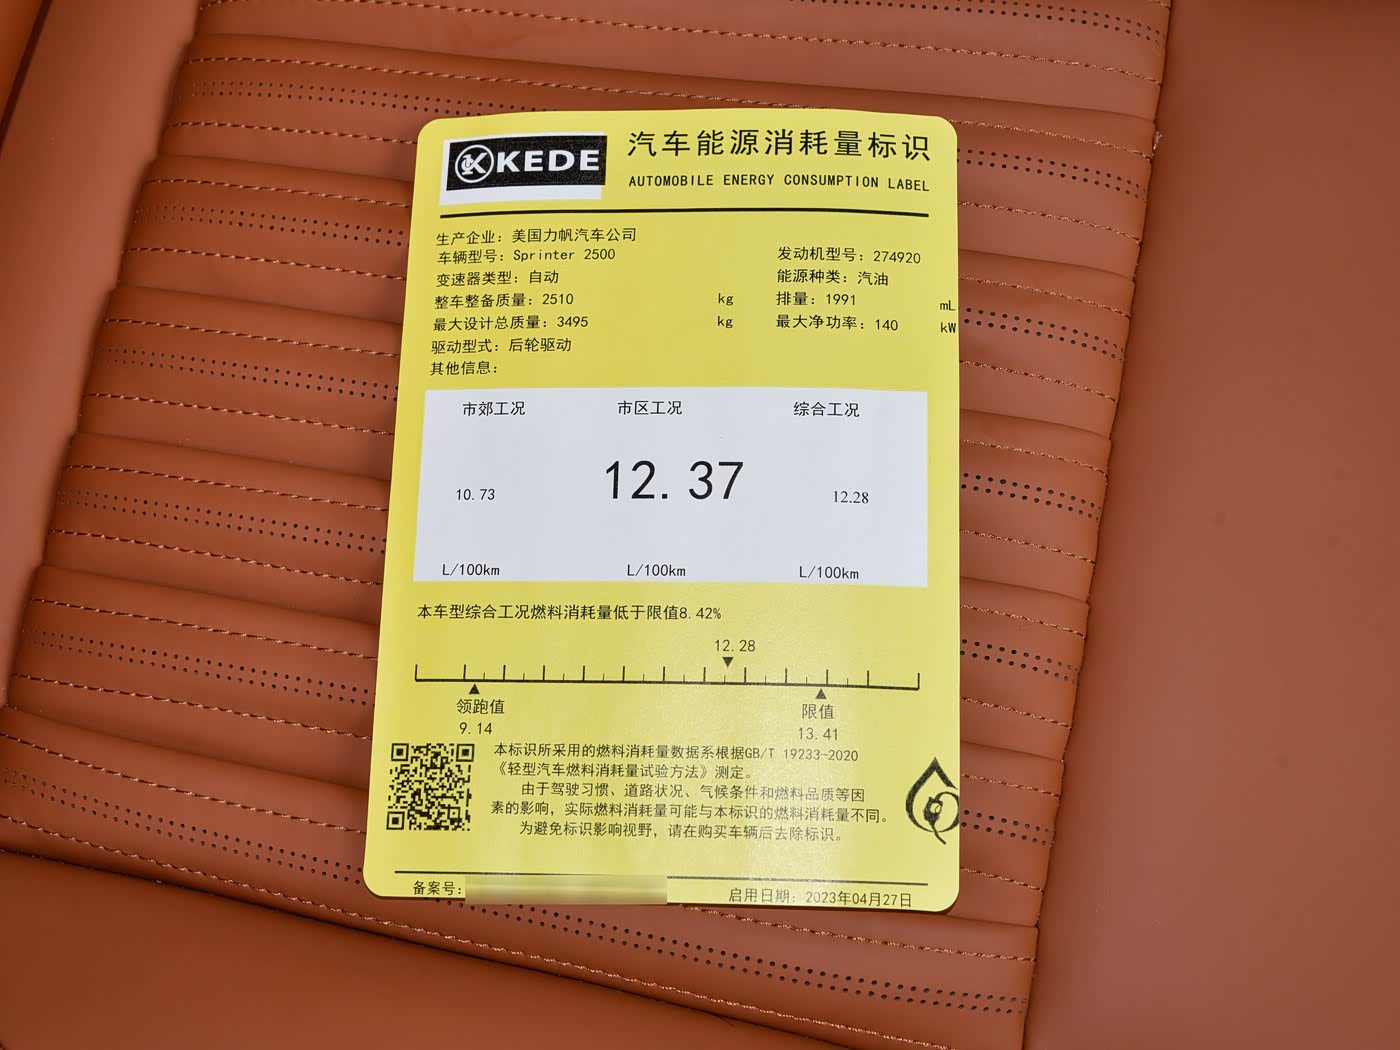 KEDE
汽车能源消耗量标识
AUTOMOBILE ENERGY CONSUMPTION LABEL
生产企业：美国力帆汽车公司
车辆型号：Sprinter 2500 发动机型号：274920
变速器类型：自动 能源种类：汽油
整车整备质量：2510 kg 排量：1991 mL
最大设计总质量：3495 kg 最大净功率：140 kW
驱动型式：后轮驱动
其他信息：
市郊工况 市区工况 综合工况
10.73 12.37 12.28
L/100km L/100km L/100km
本车型综合工况燃料消耗量低于限值8.42%
12.28
领跑值 限值
9.14 13.41
本标识所采用的燃料消耗量数据系根据GB/T 19233-2020
《轻型汽车燃料消耗量试验方法》测定。
由于驾驶习惯、道路状况、气候条件和燃料品质等因
素的影响，实际燃料消耗量可能与本标识的燃料消耗量不同。
为避免标识影响视野，请在购买车辆后去除标识。
备案号： 启用日期：2023年04月27日